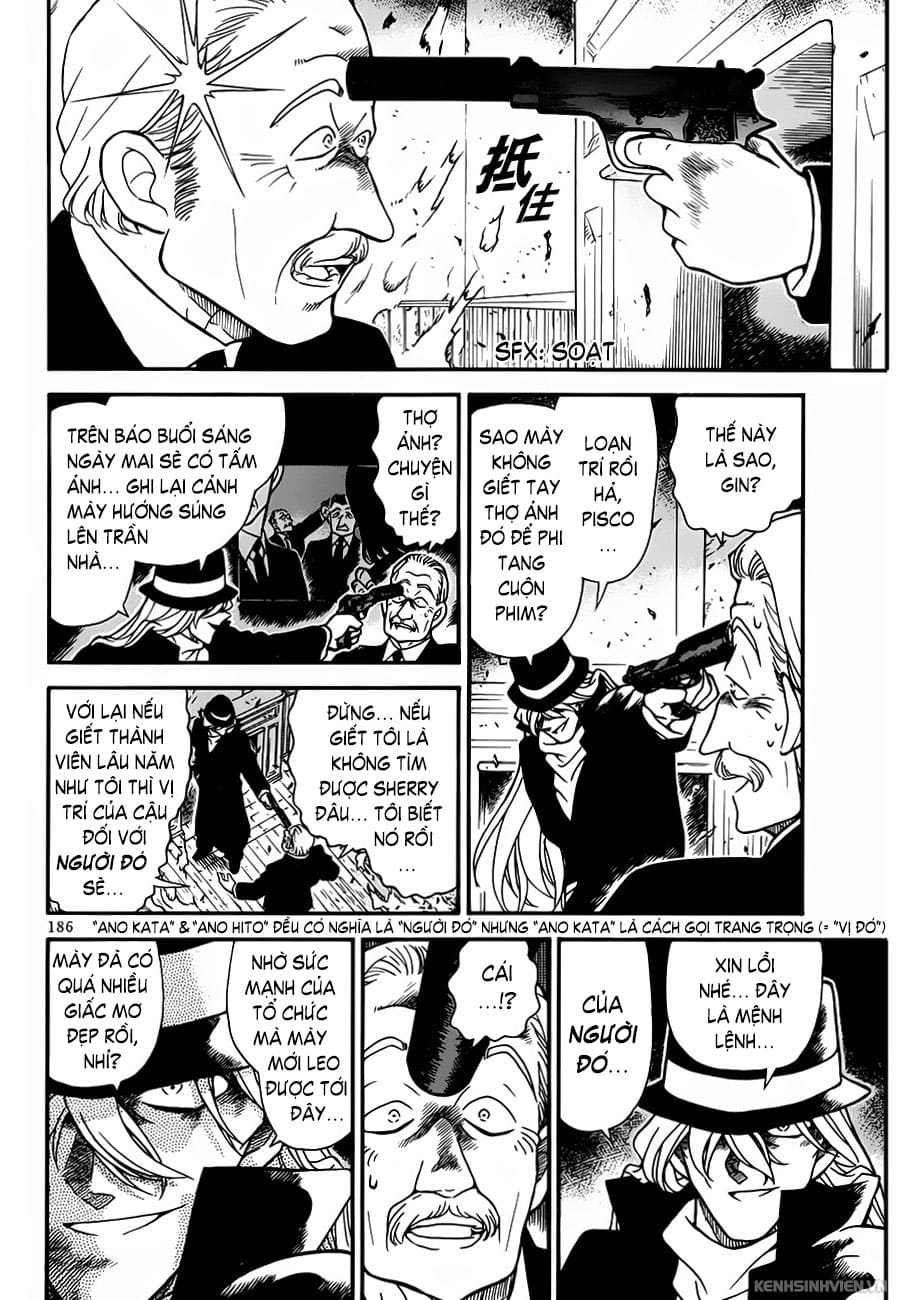 抵
住
SFX: SOẠT
THẾ NÀY
LÀ SAO,
GIN?
LOẠN
TRÍ RỒI
HẢ,
PISCO
...
SAO MÀY
KHÔNG
GIẾT TAY
THỢ ẢNH
ĐÓ ĐỂ PHI
TANG
CUỘN
PHIM?
THỢ
ẢNH?
CHUYỆN
GÌ
THẾ?
TRÊN BÁO BUỔI SÁNG
NGÀY MAI SẼ CÓ TẤM
ẢNH... GHI LẠI CẢNH
MÀY HƯỚNG SÚNG
LÊN TRẦN
NHÀ...
ĐỪNG... NẾU
GIẾT TÔI LÀ
KHÔNG TÌM
ĐƯỢC SHERRY
ĐÂU... TÔI BIẾT
NÓ RỒI ...
VỚI LẠI NẾU
GIẾT THÀNH
VIÊN LÂU NĂM
NHƯ TÔI THÌ VỊ
TRÍ CỦA CẬU
ĐỐI VỚI
NGƯỜI ĐÓ
SẼ...
186
"ANO KATA" & "ANO HITO" ĐỀU CÓ NGHĨA LÀ "NGƯỜI ĐÓ" NHƯNG "ANO KATA" LÀ CÁCH GỌI TRANG TRỌNG (= "VỊ ĐÓ")
XIN LỖI
NHÉ... ĐÂY
LÀ MỆNH
LỆNH...
CỦA
NGƯỜI
ĐÓ...
CÁI
...!?
NHỜ SỨC
MẠNH CỦA
TỔ CHỨC
MÀ MÀY
MỚI LEO
ĐƯỢC TỚI
ĐÂY...
MÀY ĐÃ CÓ
QUÁ NHIỀU
GIẤC MƠ
ĐẸP RỒI,
NHỈ?
KENHSINHVIEN.VN